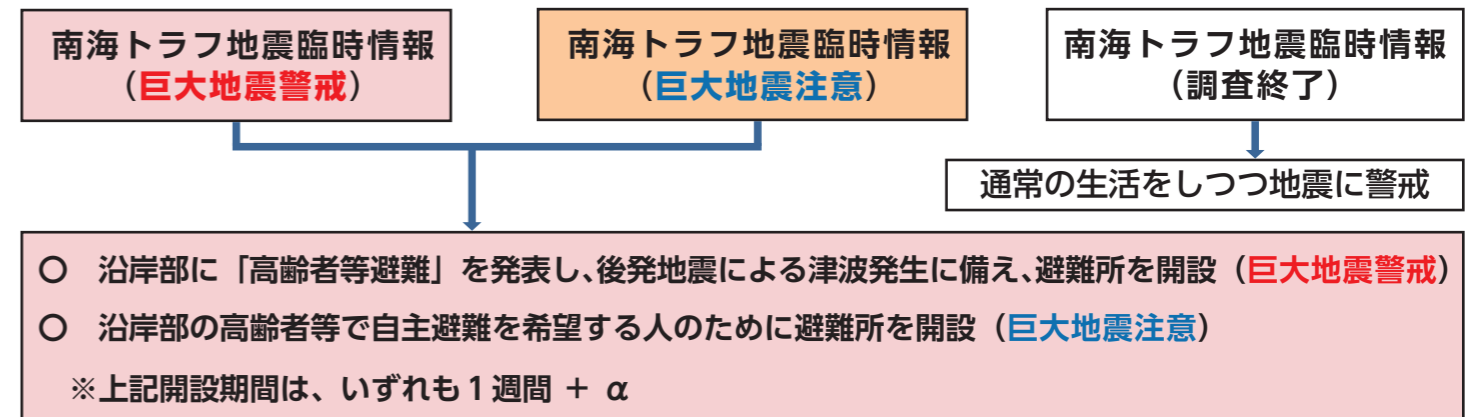 南海トラフ地震臨時情報
（巨大地震警戒）
南海トラフ地震臨時情報
（巨大地震注意）
南海トラフ地震臨時情報
（調査終了）
通常の生活をしつつ地震に警戒
〇　沿岸部に「高齢者等避難」を発表し、後発地震による津波発生に備え、避難所を開設（巨大地震警戒）
〇　沿岸部の高齢者等で自主避難を希望する人のために避難所を開設（巨大地震注意）
※上記開設期間は、いずれも１週間 ＋ α